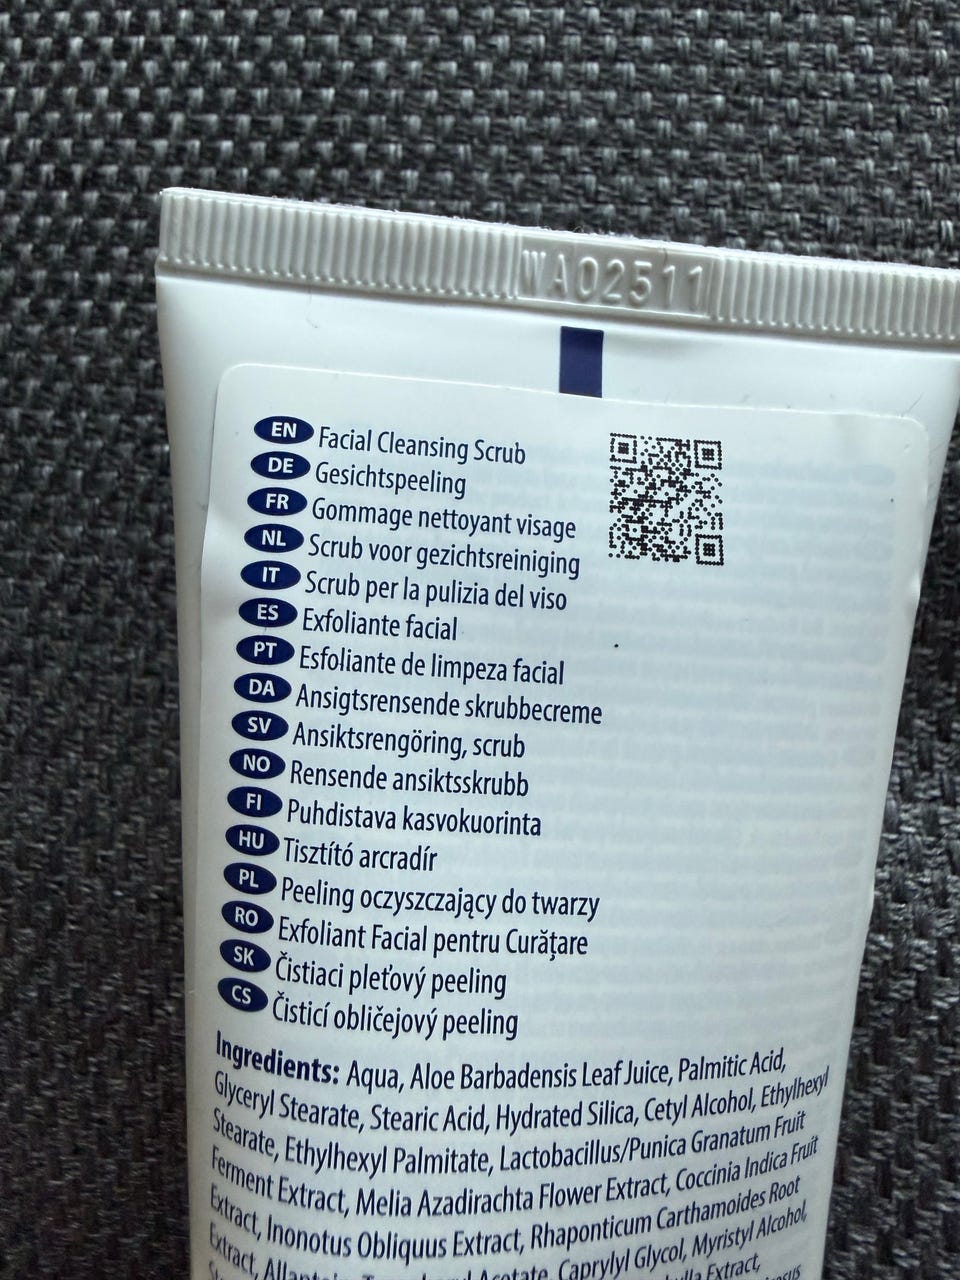 WA02511
EN Facial Cleansing Scrub
DE Gesichtspeeling
FR Gommage nettoyant visage
NL Scrub voor gezichtsreiniging
IT Scrub per la pulizia del viso
ES Exfoliante facial
PT Esfoliante de limpeza facial
DA Ansigtsrensende skrubbecreme
SV Ansiktsrengöring, scrub
NO Rensende ansiktsskrubb
FI Puhdistava kasvokuorinta
HU Tisztító arcradír
PL Peeling oczyszczający do twarzy
RO Exfoliant Facial pentru Curățare
SK Čistiaci pleťový peeling
CS Čisticí obličejový peeling
Ingredients: Aqua, Aloe Barbadensis Leaf Juice, Palmitic Acid,
Glyceryl Stearate, Stearic Acid, Hydrated Silica, Cetyl Alcohol, Ethylhexyl
Stearate, Ethylhexyl Palmitate, Lactobacillus/Punica Granatum Fruit
Ferment Extract, Melia Azadirachta Flower Extract, Coccinia Indica Fruit
Extract, Inonotus Obliquus Extract, Rhaponticum Carthamoides Root
Extract, Acetate, Caprylyl Glycol, Myristyl Alcohol,
Extract,